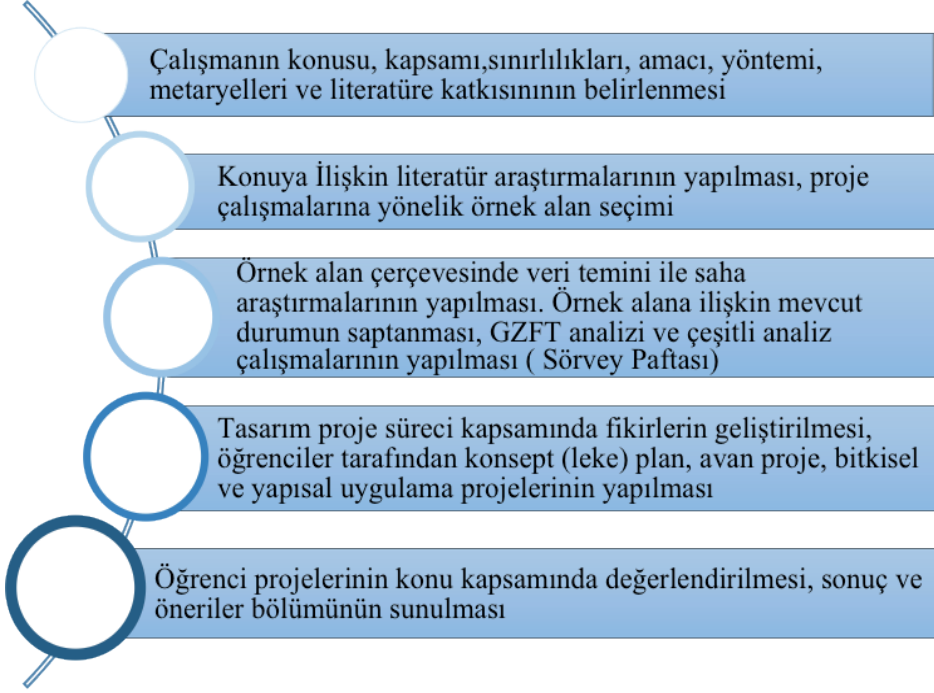 Çalışmanın konusu, kapsamı,sınırlılıkları, amacı, yöntemi,
metaryelleri ve literatüre katkısınının belirlenmesi
Konuya İlişkin literatür araştırmalarının yapılması, proje
çalışmalarına yönelik örnek alan seçimi
Örnek alan çerçevesinde veri temini ile saha
araştırmalarının yapılması. Örnek alana ilişkin mevcut
durumun saptanması, GZFT analizi ve çeşitli analiz
çalışmalarının yapılması ( Sörvey Paftası)
Tasarım proje süreci kapsamında fikirlerin geliştirilmesi,
öğrenciler tarafından konsept (leke) plan, avan proje, bitkisel
ve yapısal uygulama projelerinin yapılması
Öğrenci projelerinin konu kapsamında değerlendirilmesi, sonuç ve
öneriler bölümünün sunulması